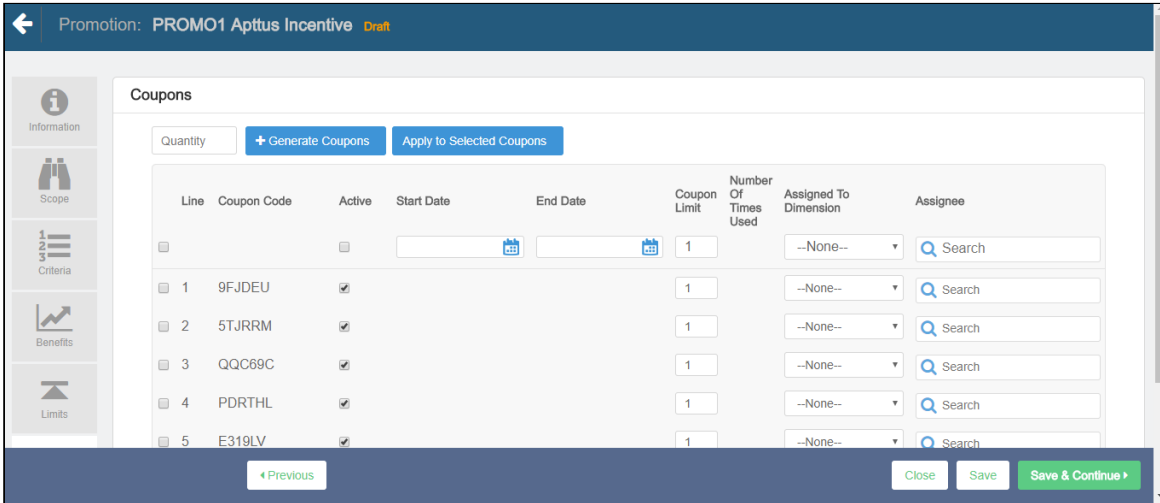 Promotion: PROMO1 Apttus Incentive Draft
Information
Scope
1
2
3
Criteria
Benefits
Limits
Coupons
Quantity + Generate Coupons Apply to Selected Coupons
Line Coupon Code Active Start Date End Date Coupon Limit Number Of Times Used Assigned To Dimension Assignee
1 --None-- Search
1 9FJDEU 1 --None-- Search
2 5TJRRM 1 --None-- Search
3 QQC69C 1 --None-- Search
4 PDRTHL 1 --None-- Search
5 E319LV 1 --None-- Search
Previous Close Save Save & Continue